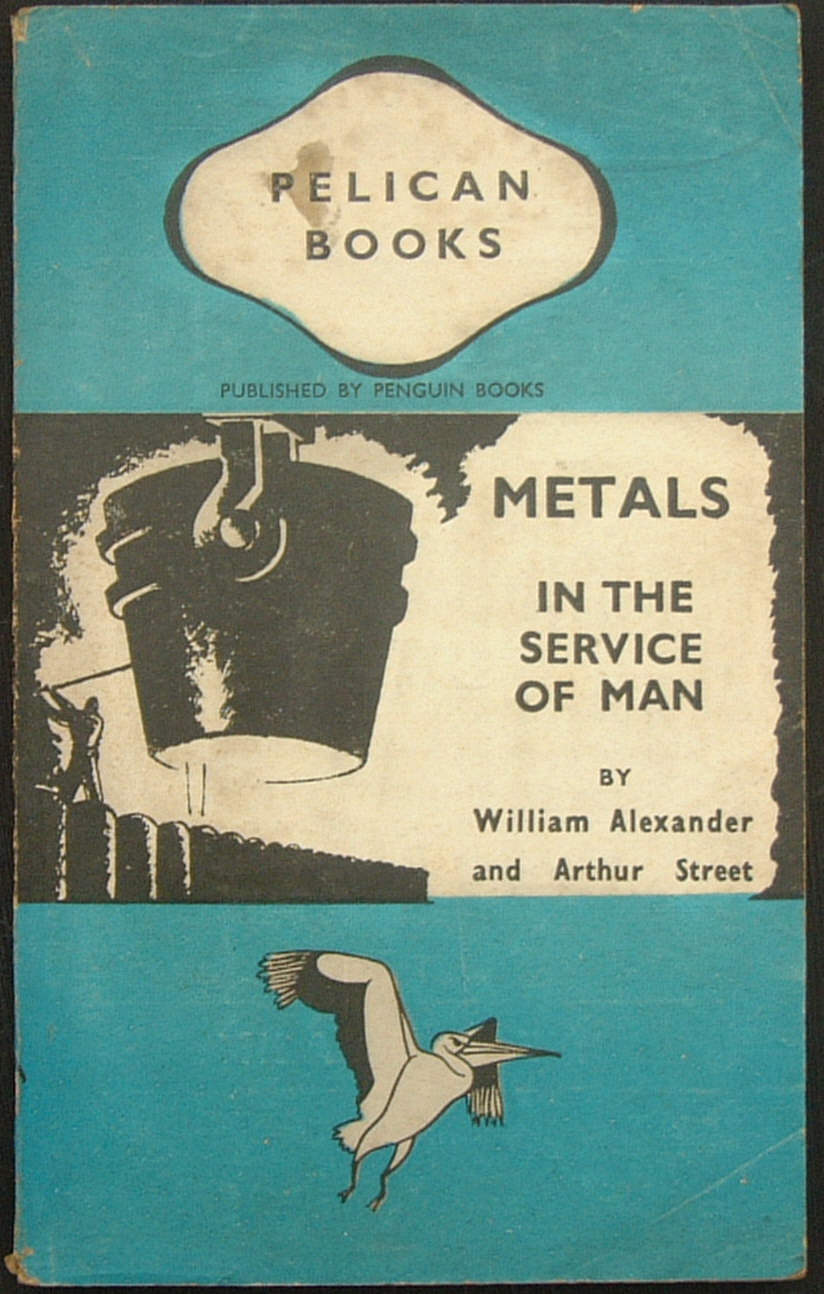 PELICAN
BOOKS
PUBLISHED BY PENGUIN BOOKS
METALS
IN THE
SERVICE
OF MAN
BY
William Alexander
and Arthur Street